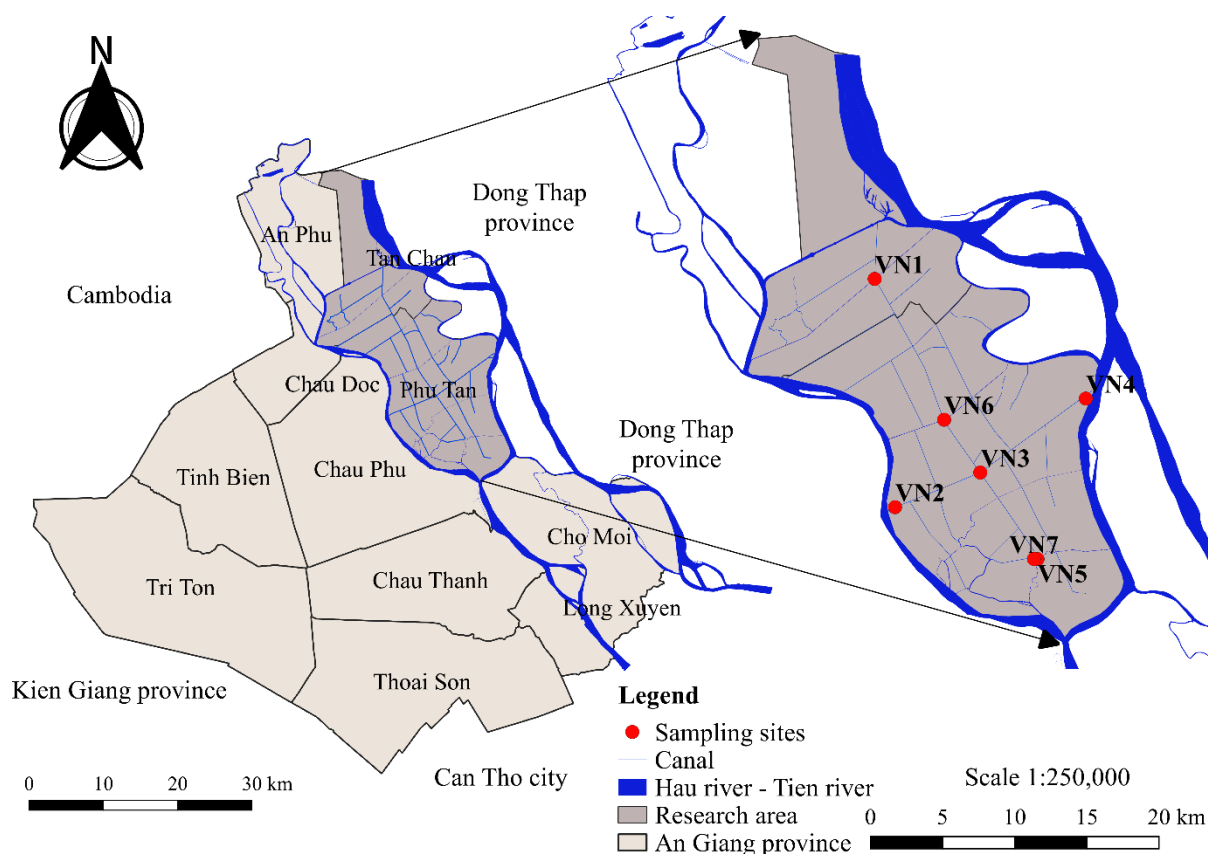 N
Dong Thap
province
An Phu
Tan Chau
Cambodia
VN1
Chau Doc
Phu Tan
VN4
VN6
Dong Thap
province
Tinh Bien
Chau Phu
VN3
VN2
Cho Moi
VN7
VN5
Tri Ton
Chau Thanh
Long Xuyen
Kien Giang province
Thoai Son
Can Tho city
Legend
Sampling sites
Canal
Hau river - Tien river
Research area
An Giang province
0 10 20 30 km
Scale 1:250,000
0 5 10 15 20 km